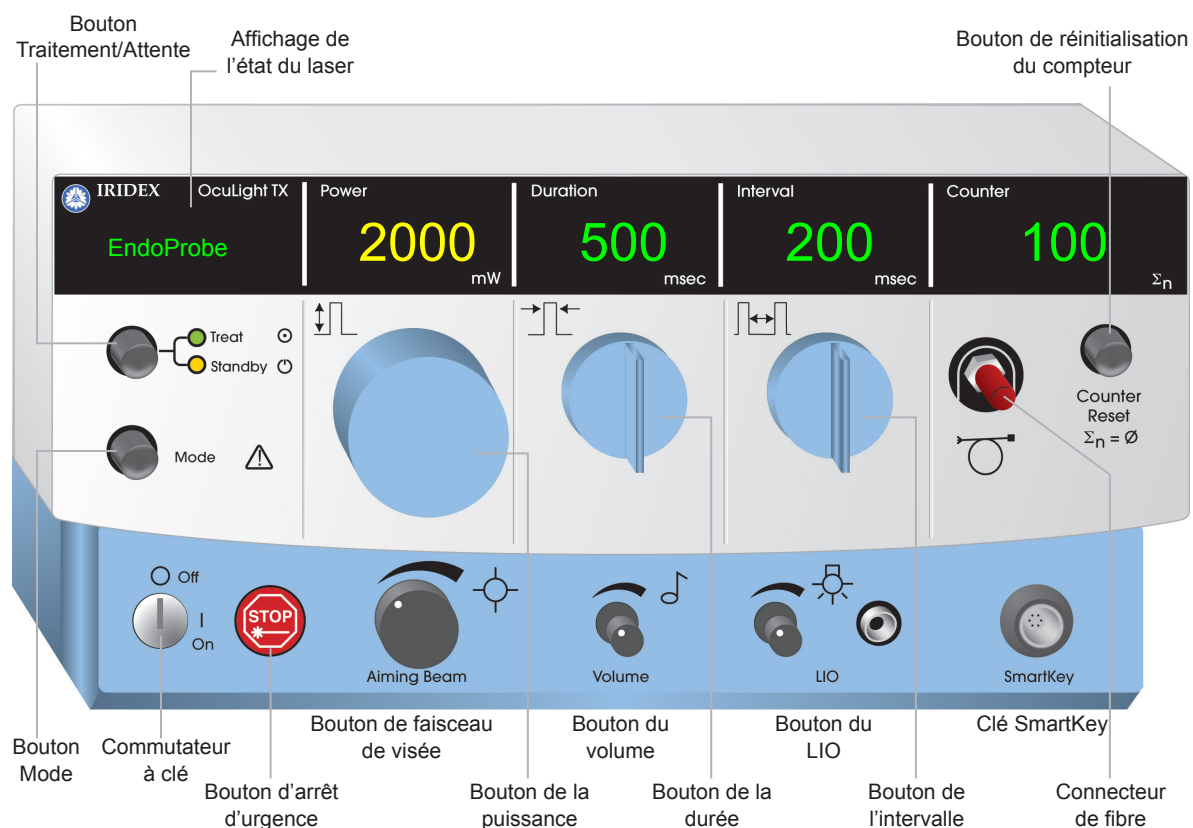 Bouton
Traitement/Attente
Affichage de
l'état du laser
Bouton de réinitialisation
du compteur
IRIDEX
OcuLight TX
Power
Duration
Interval
Counter
EndoProbe
2000
mW
500
msec
200
msec
100
Σn
Treat
Standby
Mode
Counter
Reset
Σn = Ø
Off
I
On
STOP
Aiming Beam
Volume
LIO
SmartKey
Bouton de faisceau
de visée
Bouton du
volume
Bouton du
LIO
Clé SmartKey
Bouton
Mode
Commutateur
à clé
Bouton d'arrêt
d'urgence
Bouton de la
puissance
Bouton de la
durée
Bouton de
l'intervalle
Connecteur
de fibre